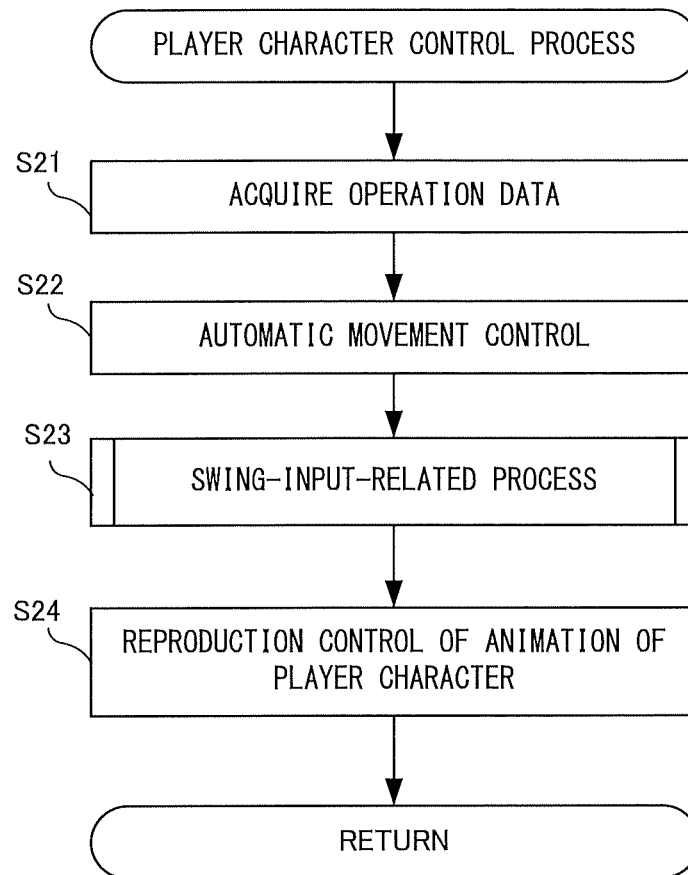 PLAYER CHARACTER CONTROL PROCESS
S21
ACQUIRE OPERATION DATA
S22
AUTOMATIC MOVEMENT CONTROL
S23
SWING-INPUT-RELATED PROCESS
S24
REPRODUCTION CONTROL OF ANIMATION OF
PLAYER CHARACTER
RETURN